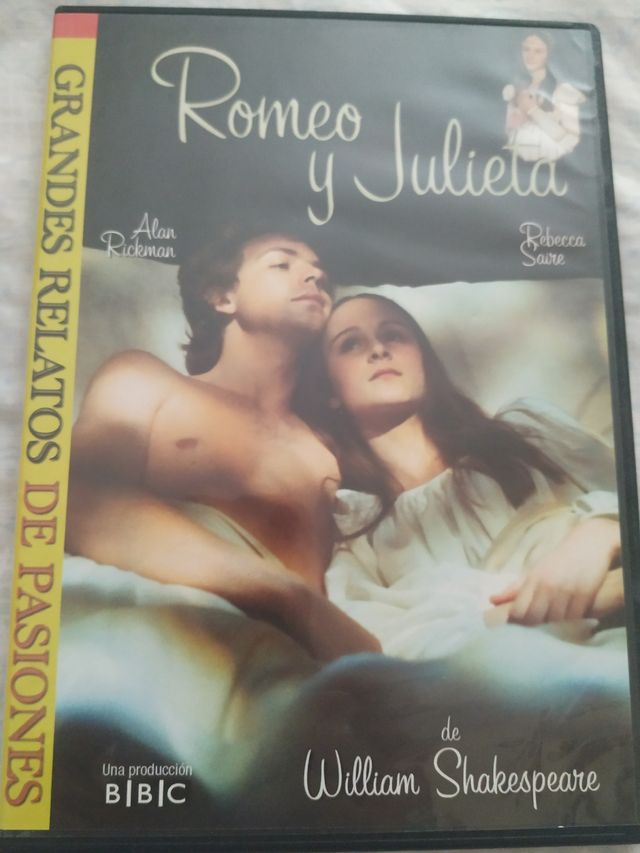 GRANDES RELATOS DE PASIONES
Romeo
y Julieta
Alan
Rickman
Rebecca
Saire
de
William Shakespeare
Una producción
BBC